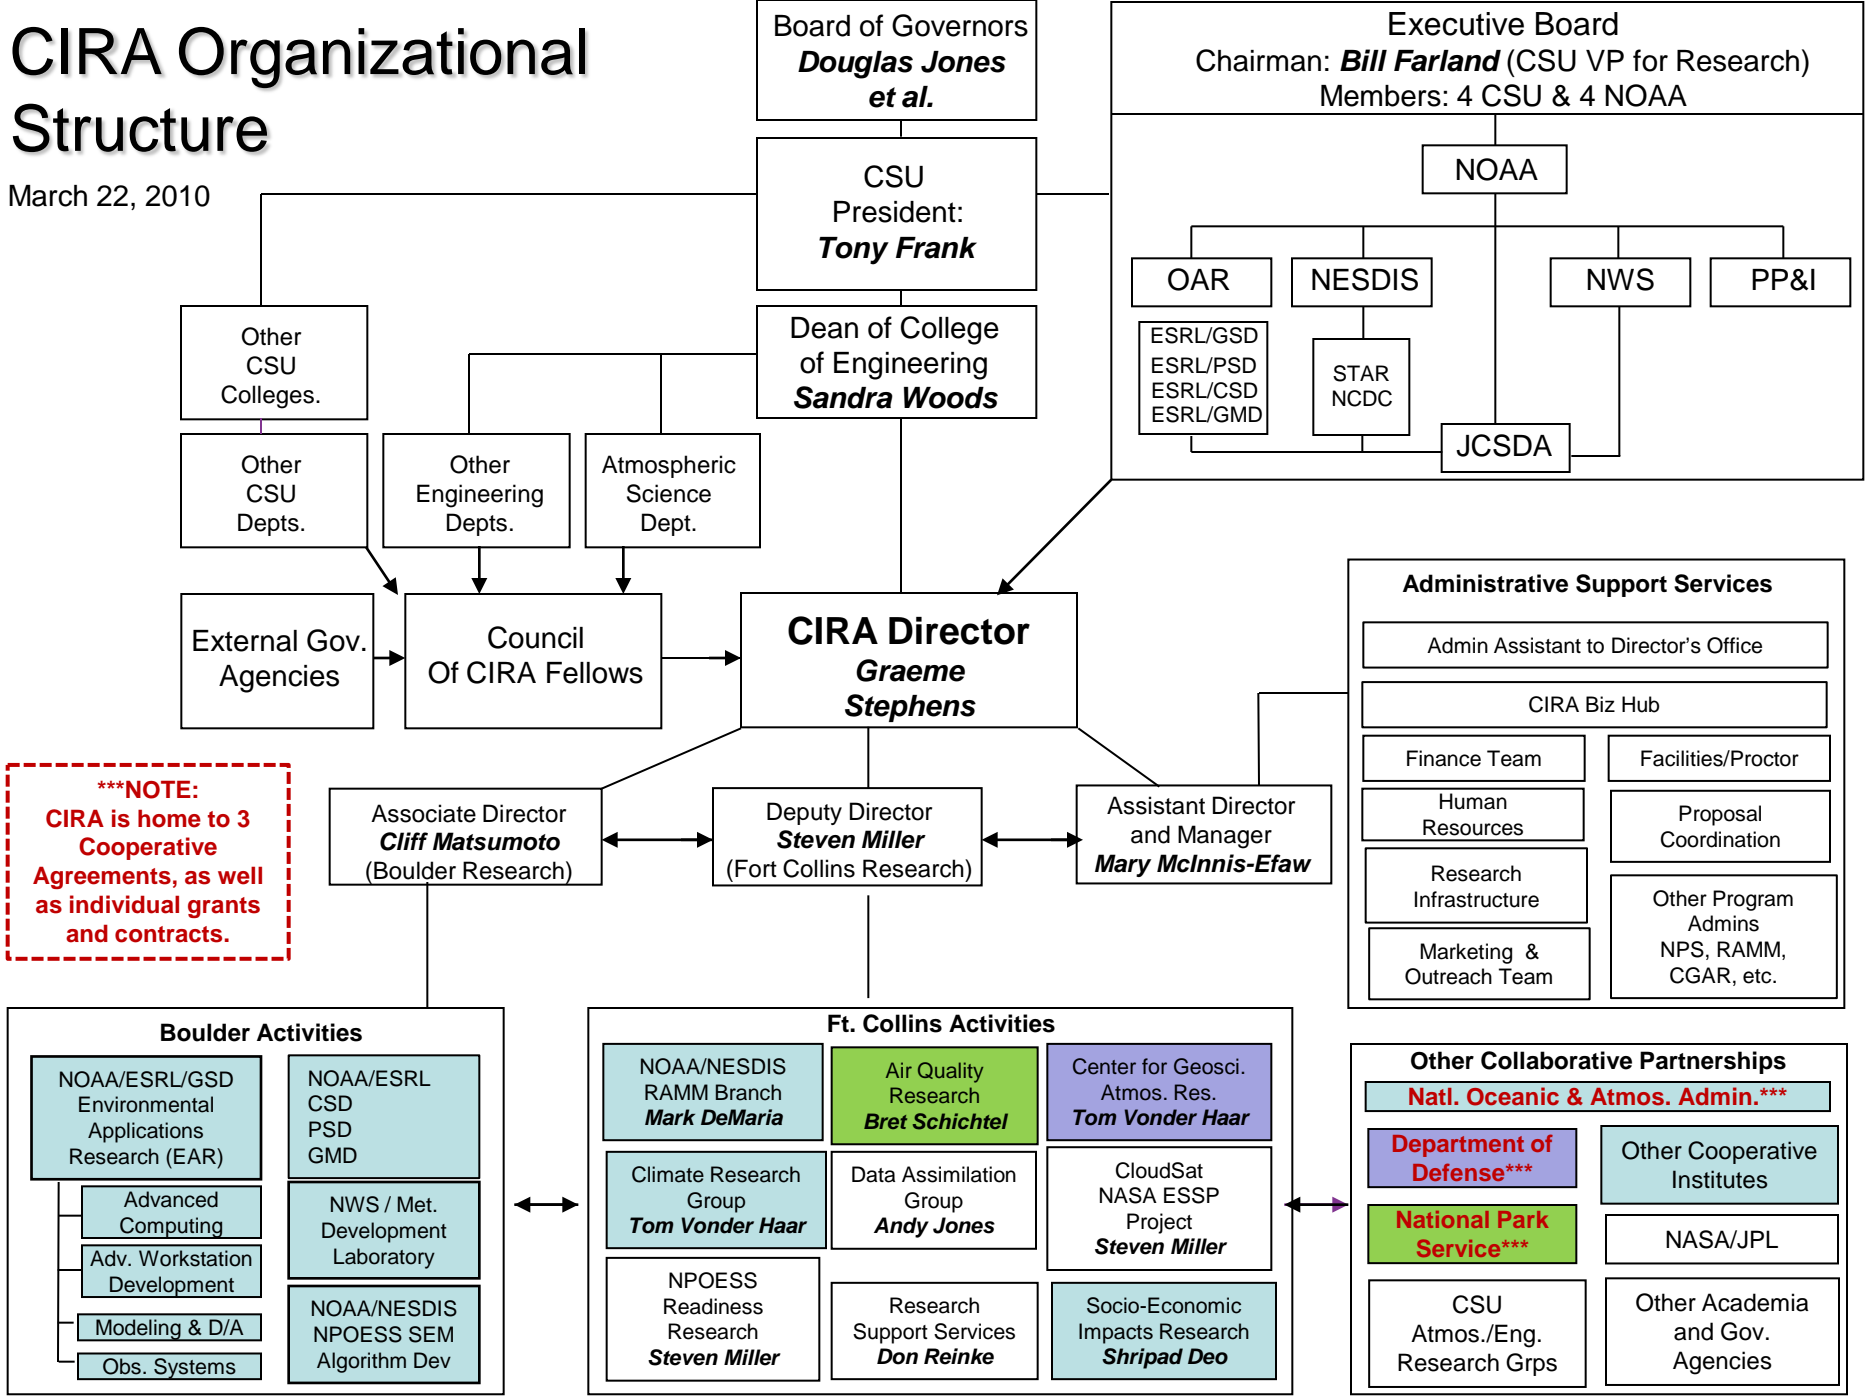 CIRA Organizational
Structure
March 22, 2010
Board of Governors
Douglas Jones
et al.
Executive Board
Chairman: Bill Farland (CSU VP for Research)
Members: 4 CSU & 4 NOAA
CSU
President:
Tony Frank
NOAA
OAR
NESDIS
NWS
PP&I
ESRL/GSD
ESRL/PSD
ESRL/CSD
ESRL/GMD
STAR
NCDC
JCSDA
Other
CSU
Colleges.
Dean of College
of Engineering
Sandra Woods
Other
CSU
Depts.
Other
Engineering
Depts.
Atmospheric
Science
Dept.
External Gov.
Agencies
Council
Of CIRA Fellows
CIRA Director
Graeme
Stephens
Administrative Support Services
Admin Assistant to Director's Office
CIRA Biz Hub
Finance Team
Facilities/Proctor
Human
Resources
Proposal
Coordination
Research
Infrastructure
Other Program
Admins
NPS, RAMM,
CGAR, etc.
Marketing &
Outreach Team
***NOTE:
CIRA is home to 3
Cooperative
Agreements, as well
as individual grants
and contracts.
Associate Director
Cliff Matsumoto
(Boulder Research)
Deputy Director
Steven Miller
(Fort Collins Research)
Assistant Director
and Manager
Mary McInnis-Efaw
Boulder Activities
NOAA/ESRL/GSD
Environmental
Applications
Research (EAR)
Advanced
Computing
Adv. Workstation
Development
Modeling & D/A
Obs. Systems
NOAA/ESRL
CSD
PSD
GMD
NWS / Met.
Development
Laboratory
NOAA/NESDIS
NPOESS SEM
Algorithm Dev
Ft. Collins Activities
NOAA/NESDIS
RAMM Branch
Mark DeMaria
Air Quality
Research
Bret Schichtel
Center for Geosci.
Atmos. Res.
Tom Vonder Haar
Climate Research
Group
Tom Vonder Haar
Data Assimilation
Group
Andy Jones
CloudSat
NASA ESSP
Project
Steven Miller
NPOESS
Readiness
Research
Steven Miller
Research
Support Services
Don Reinke
Socio-Economic
Impacts Research
Shripad Deo
Other Collaborative Partnerships
Natl. Oceanic & Atmos. Admin.***
Department of
Defense***
Other Cooperative
Institutes
National Park
Service***
NASA/JPL
CSU
Atmos./Eng.
Research Grps
Other Academia
and Gov.
Agencies